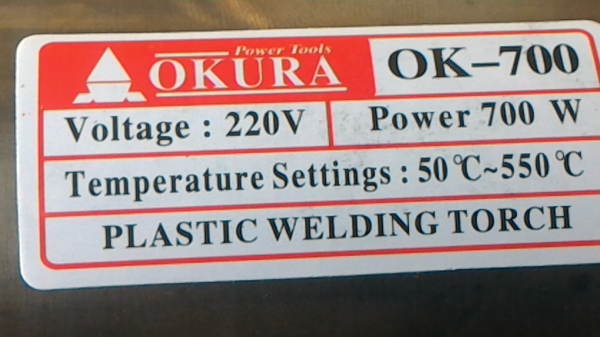 Power Tools
OKURA
OK-700
Voltage : 220V
Power 700 W
Temperature Settings : 50℃~550℃
PLASTIC WELDING TORCH